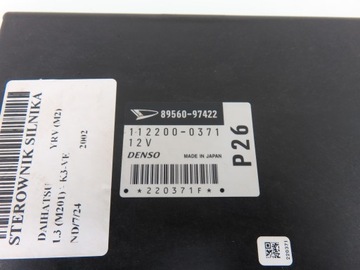 STEROWNIK SILNIKA
DAIHATSU YRV (M2)
1.3 (M201) - K3-VE 2002
ND/7/24
89560-97422
112200-0371
12V
DENSO MADE IN JAPAN
P26
*220371F*
220371